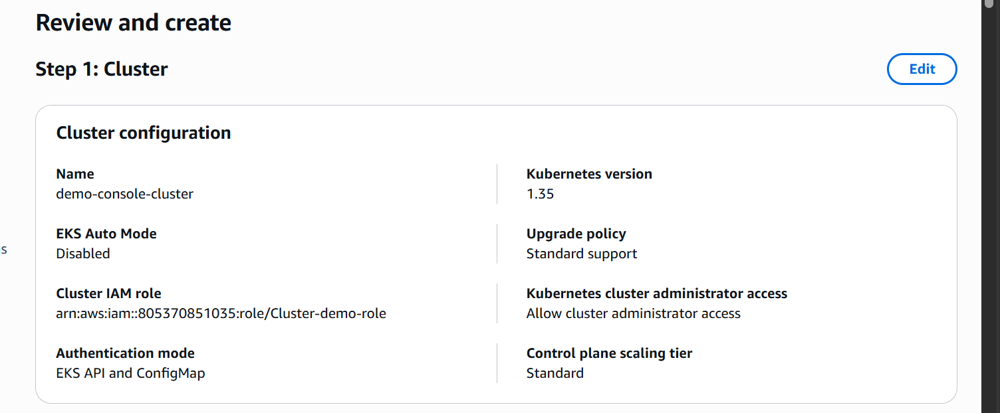 Review and create
Step 1: Cluster
Edit
Cluster configuration
Name
demo-console-cluster
Kubernetes version
1.35
EKS Auto Mode
Disabled
Upgrade policy
Standard support
Cluster IAM role
arn:aws:iam::805370851035:role/Cluster-demo-role
Kubernetes cluster administrator access
Allow cluster administrator access
Authentication mode
EKS API and ConfigMap
Control plane scaling tier
Standard